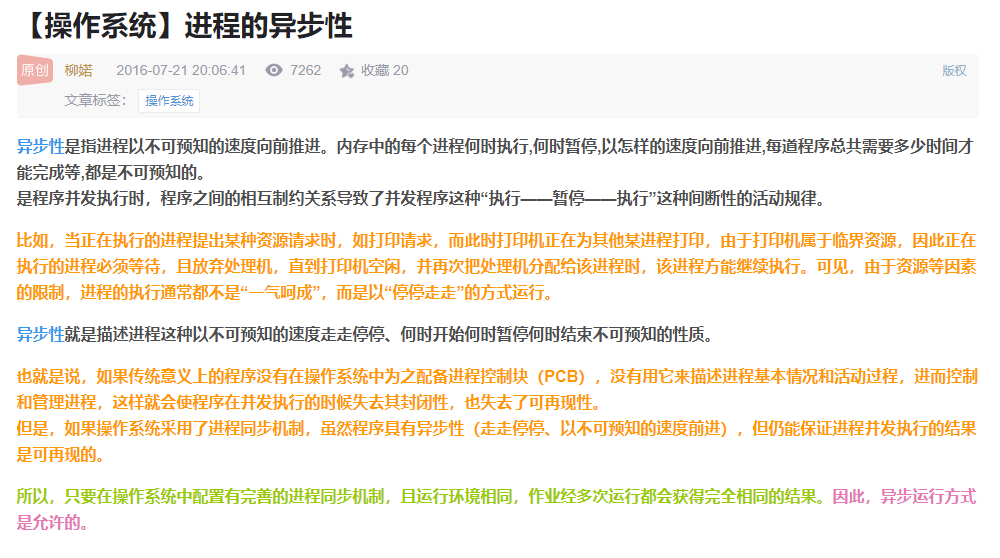 【操作系统】进程的异步性
原创 柳婼 2016-07-21 20:06:41 7262 收藏 20 版权
文章标签： 操作系统
异步性是指进程以不可预知的速度向前推进。内存中的每个进程何时执行,何时暂停,以怎样的速度向前推进,每道程序总共需要多少时间才
能完成等,都是不可预知的。
是程序并发执行时，程序之间的相互制约关系导致了并发程序这种“执行——暂停——执行”这种间断性的活动规律。
比如，当正在执行的进程提出某种资源请求时，如打印请求，而此时打印机正在为其他某进程打印，由于打印机属于临界资源，因此正在
执行的进程必须等待，且放弃处理机，直到打印机空闲，并再次把处理机分配给该进程时，该进程方能继续执行。可见，由于资源等因素
的限制，进程的执行通常都不是“一气呵成”，而是以“停停走走”的方式运行。
异步性就是描述进程这种以不可预知的速度走走停停、何时开始何时暂停何时结束不可预知的性质。
也就是说，如果传统意义上的程序没有在操作系统中为之配备进程控制块（PCB），没有用它来描述进程基本情况和活动过程，进而控制
和管理进程，这样就会使程序在并发执行的时候失去其封闭性，也失去了可再现性。
但是，如果操作系统采用了进程同步机制，虽然程序具有异步性（走走停停、以不可预知的速度前进），但仍能保证进程并发执行的结果
是可再现的。
所以，只要在操作系统中配置有完善的进程同步机制，且运行环境相同，作业经多次运行都会获得完全相同的结果。因此，异步运行方式
是允许的。